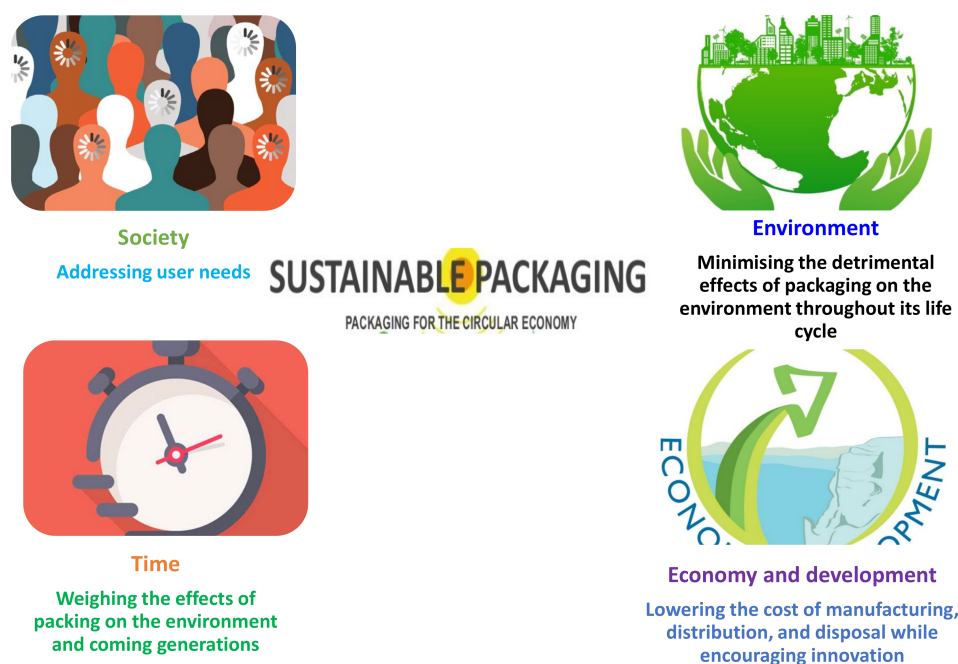 Society
Addressing user needs
SUSTAINABLE PACKAGING
PACKAGING FOR THE CIRCULAR ECONOMY
Environment
Minimising the detrimental
effects of packaging on the
environment throughout its life
cycle
Time
Weighing the effects of
packing on the environment
and coming generations
ECONO
OPMENT
Economy and development
Lowering the cost of manufacturing,
distribution, and disposal while
encouraging innovation